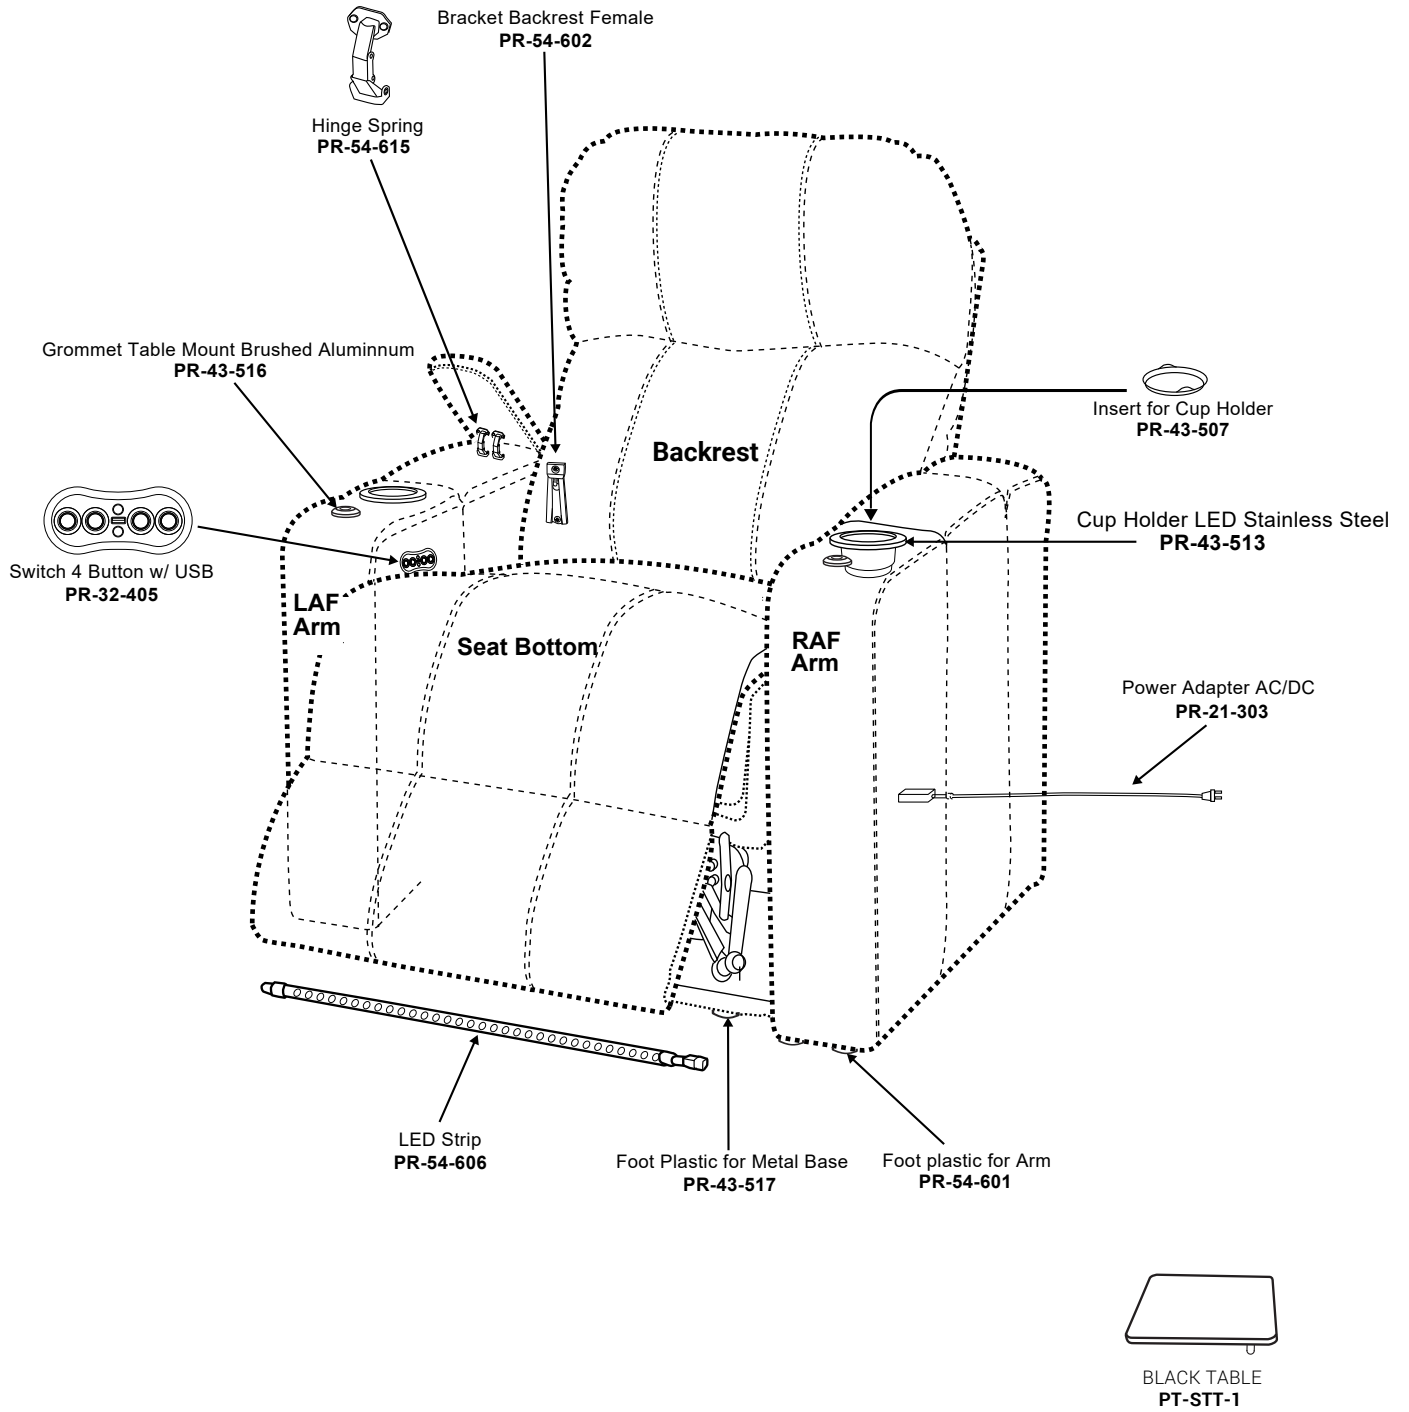 Bracket Backrest Female
PR-54-602
Hinge Spring
PR-54-615
Grommet Table Mount Brushed Aluminnum
PR-43-516
Insert for Cup Holder
PR-43-507
Backrest
Cup Holder LED Stainless Steel
PR-43-513
Switch 4 Button w/ USB
PR-32-405
LAF
Arm
Seat Bottom
RAF
Arm
Power Adapter AC/DC
PR-21-303
LED Strip
PR-54-606
Foot Plastic for Metal Base
PR-43-517
Foot plastic for Arm
PR-54-601
BLACK TABLE
PT-STT-1